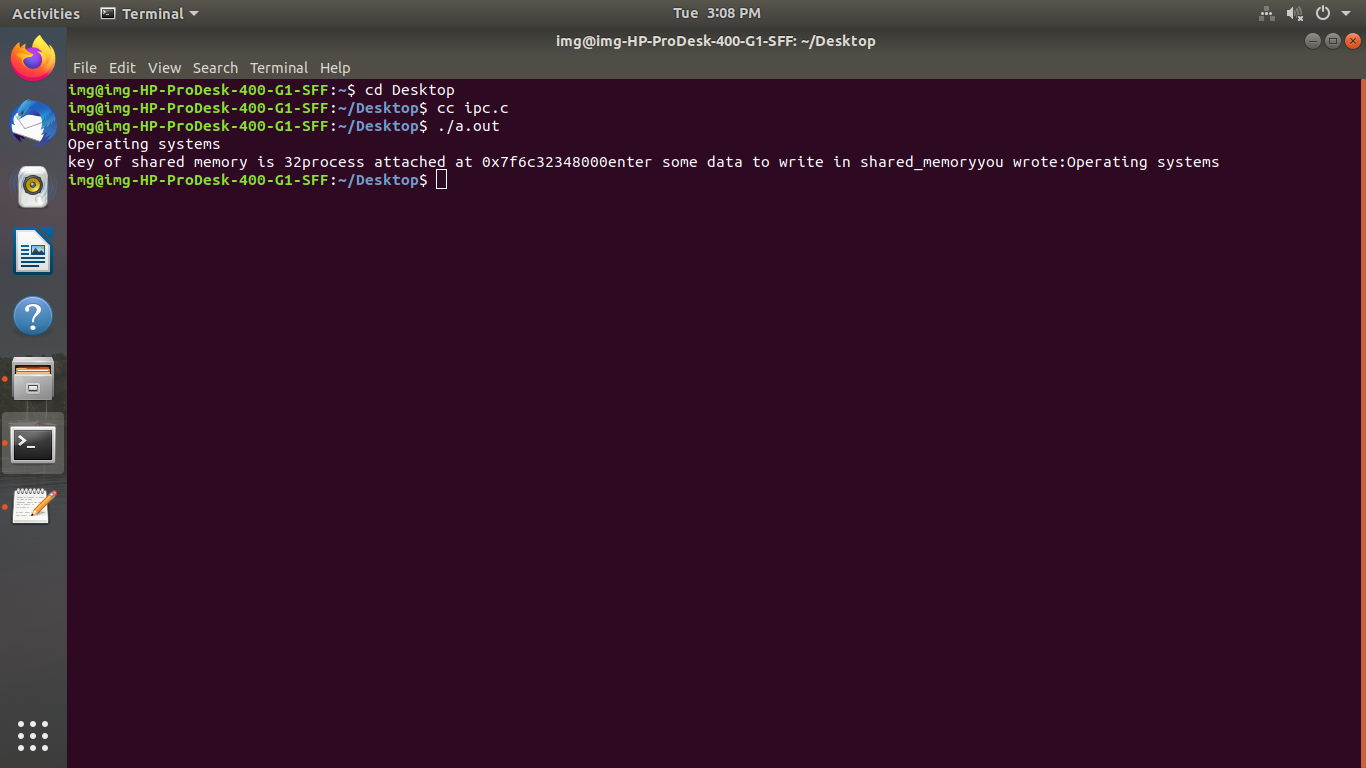 Activities Terminal Tue 3:08 PM
img@img-HP-ProDesk-400-G1-SFF: ~/Desktop
File Edit View Search Terminal Help
img@img-HP-ProDesk-400-G1-SFF:~$ cd Desktop
img@img-HP-ProDesk-400-G1-SFF:~/Desktop$ cc ipc.c
img@img-HP-ProDesk-400-G1-SFF:~/Desktop$ ./a.out
Operating systems
key of shared memory is 32process attached at 0x7f6c32348000enter some data to write in shared_memoryyou wrote:Operating systems
img@img-HP-ProDesk-400-G1-SFF:~/Desktop$